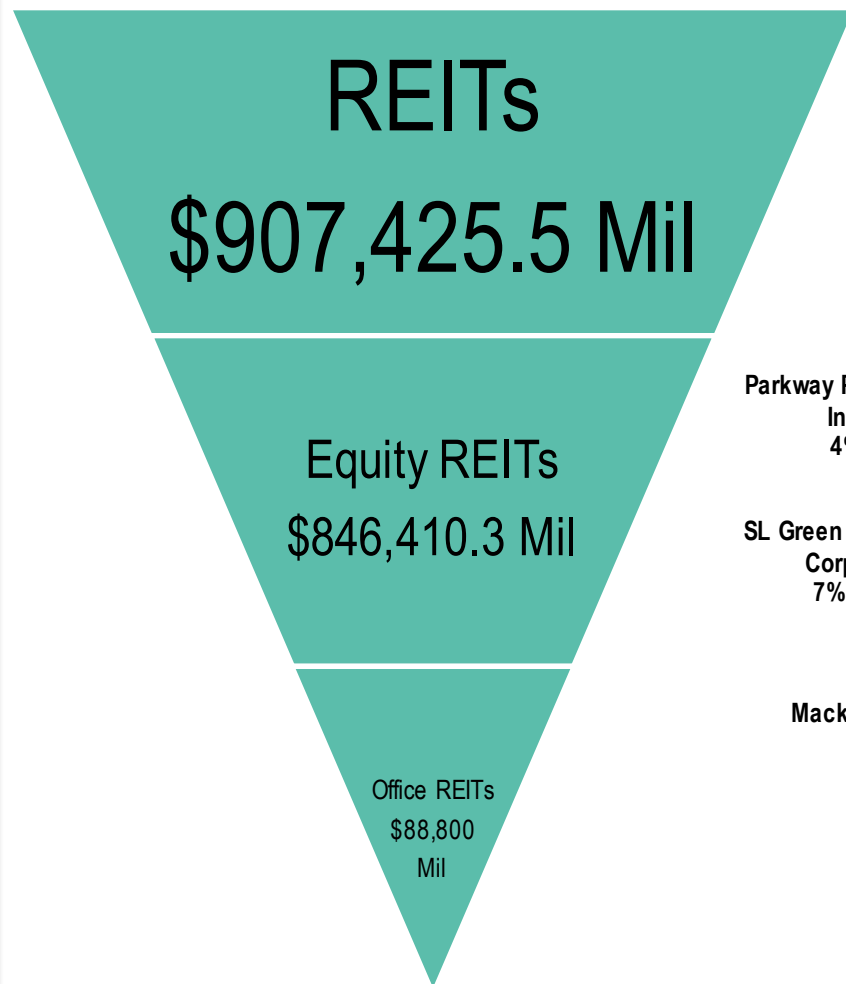 REITs
$907,425.5 Mil
Equity REITs
$846,410.3 Mil
Office REITs
$88,800
Mil
Parkway
4%
SL Green
Corp
7%
Mack